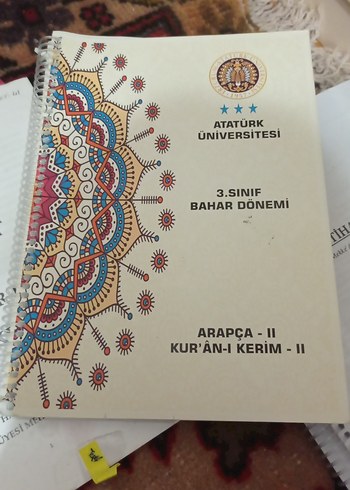 ATATÜRK
ÜNİVERSİTESİ
3.SINIF
BAHAR DÖNEMİ
ARAPÇA - II
KUR'ÂN-I KERİM - II